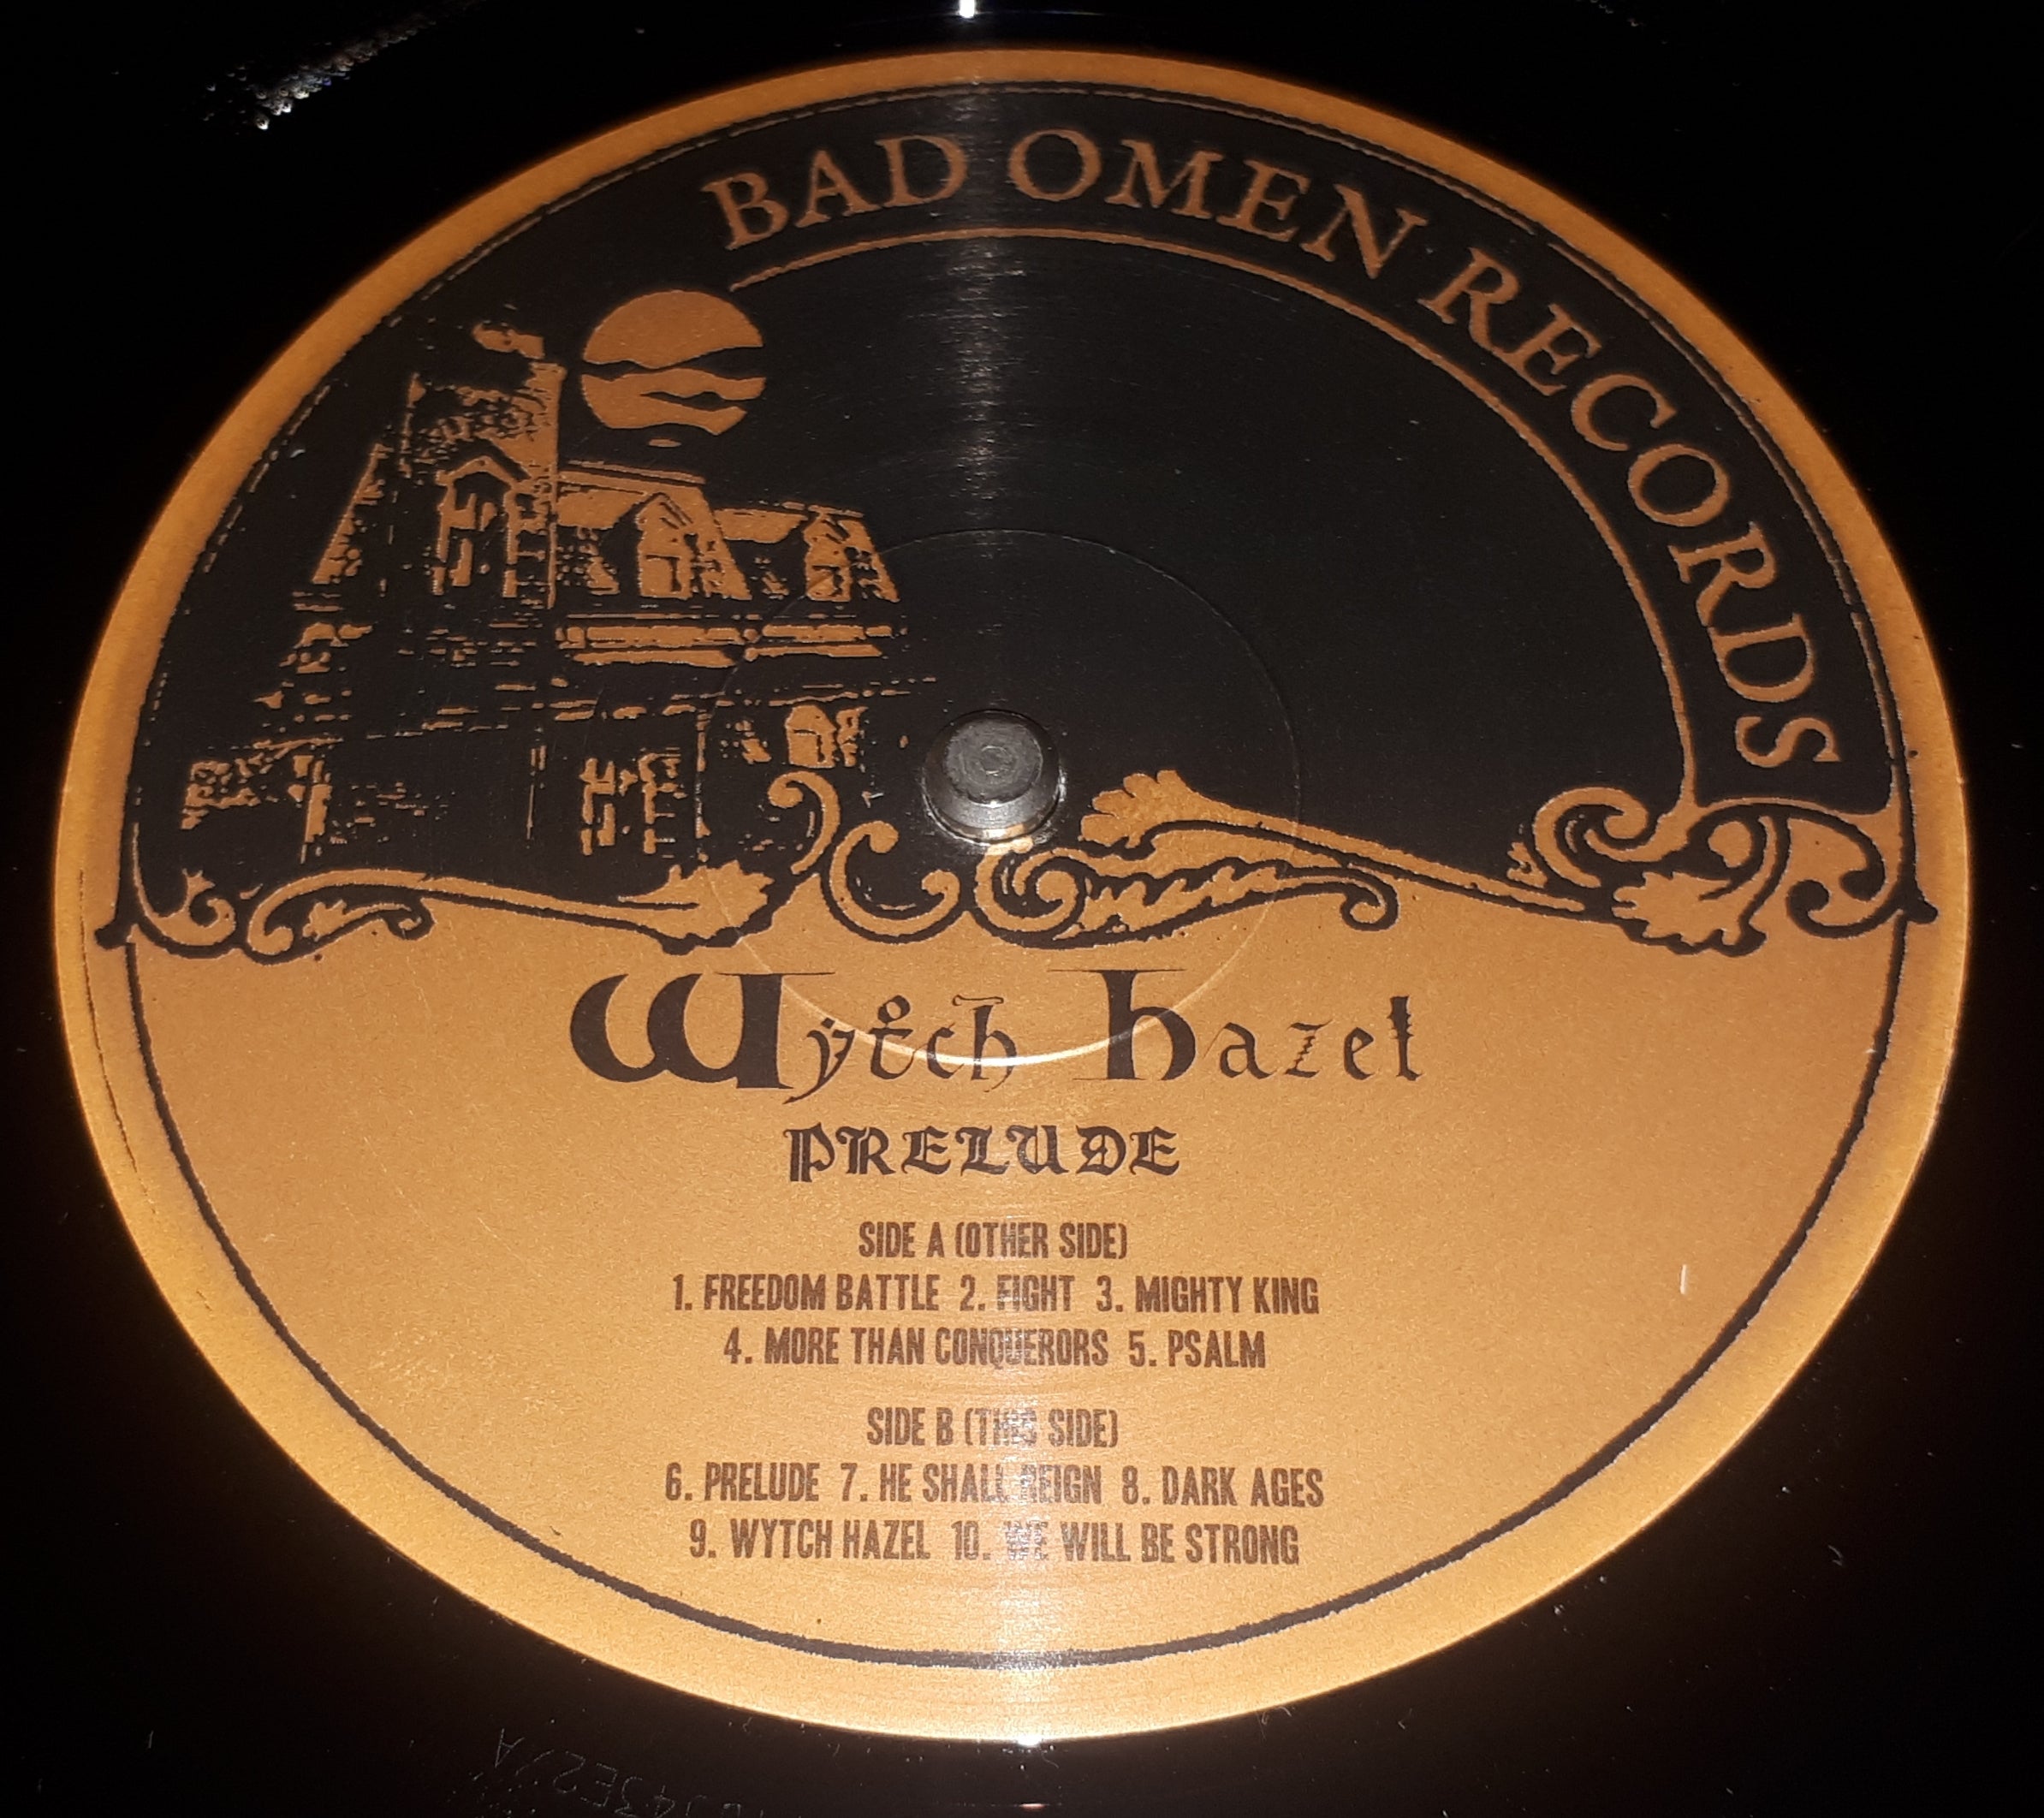 BAD OMEN RECORDS
Wytch Hazel
PRELUDE
SIDE A (OTHER SIDE)
1. FREEDOM BATTLE 2. FIGHT 3. MIGHTY KING
4. MORE THAN CONQUERORS 5. PSALM
SIDE B (THIS SIDE)
6. PRELUDE 7. HE SHALL REIGN 8. DARK AGES
9. WYTCH HAZEL 10. WE WILL BE STRONG